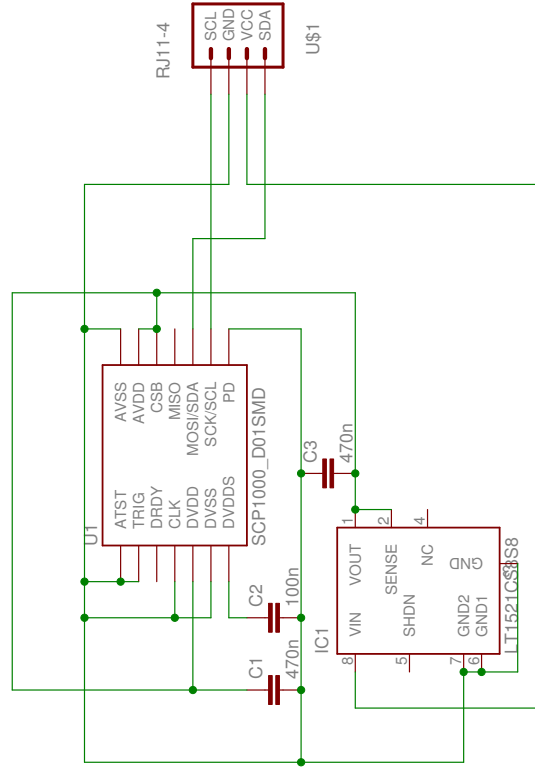 SCL
GND
VCC
SDA
RJ11-4
U$1
AVSS
AVDD
CSB
MISO
MOSI/SDA
SCK/SCL
PD
ATST
TRIG
DRDY
CLK
DVDD
DVSS
DVDDS
U1
SCP1000_D01SMD
C3
470n
C2
100n
C1
470n
1
2
4
VOUT
SENSE
NC
GND
VIN
SHDN
GND2
GND1
8
5
7
6
IC1
LT1521CS8S8